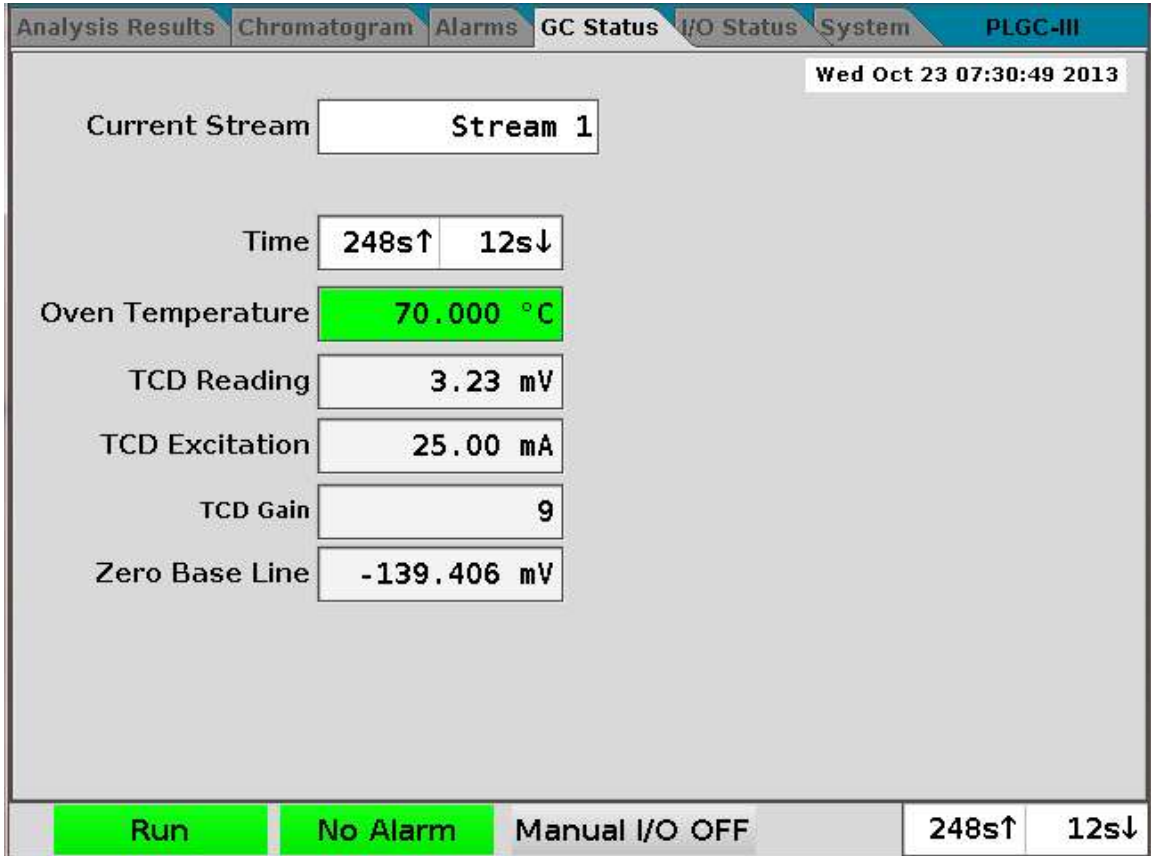 Analysis Results Chromatogram Alarms GC Status I/O Status System PLGC-III
Wed Oct 23 07:30:49 2013
Current Stream Stream 1
Time 248s↑ 12s↓
Oven Temperature 70.000 °C
TCD Reading 3.23 mV
TCD Excitation 25.00 mA
TCD Gain 9
Zero Base Line -139.406 mV
Run No Alarm Manual I/O OFF 248s↑ 12s↓